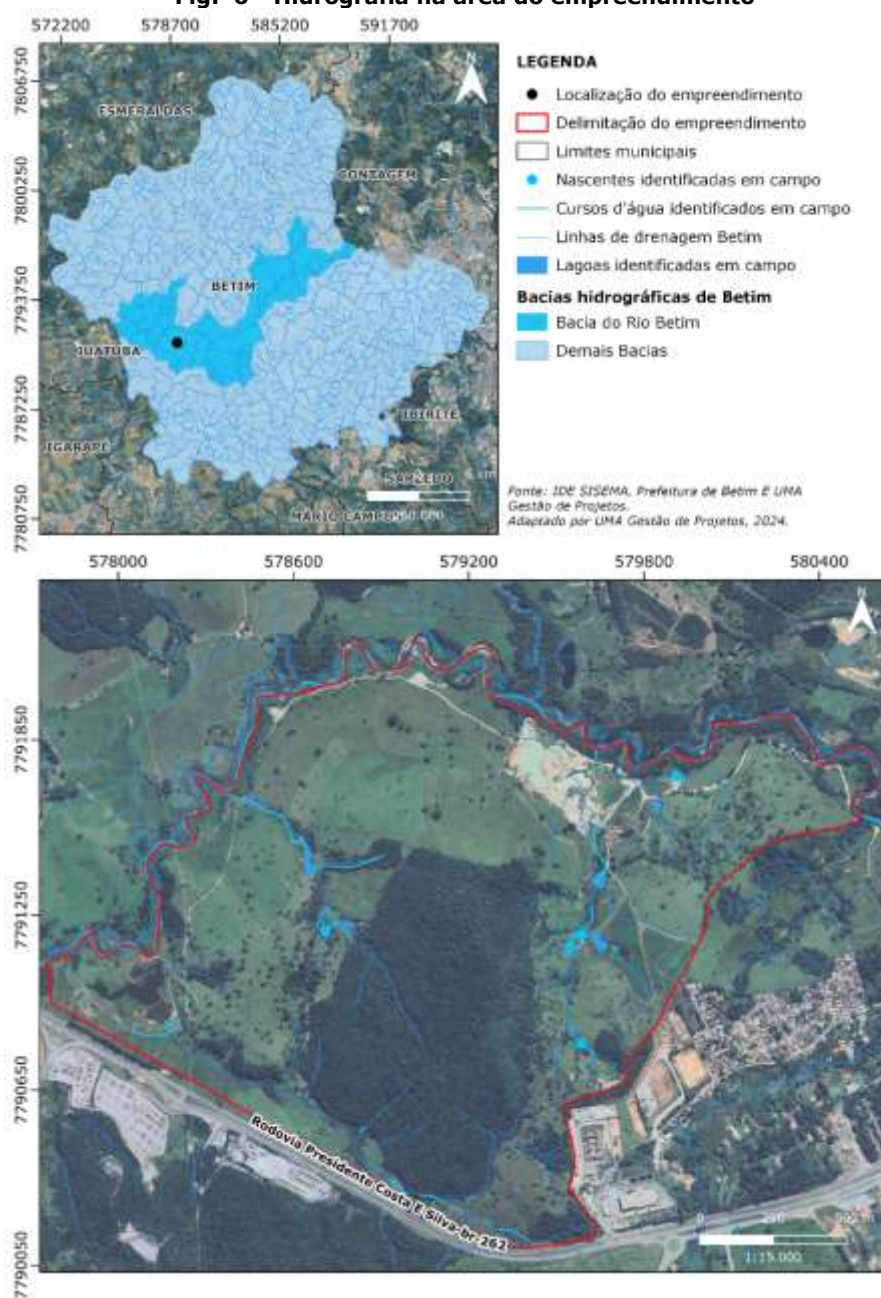 Fig. 6 - Hidrografia na área do empreendimento
572200 578700 585200 591700
7806750
7800250
7793750
7787250
7780750
ESMERALDAS
CONTAGEM
BETIM
JUATUBA
IBIRITÉ
IGARAPÉ
SARZEDO
MÁRIO CAMPOS
N
LEGENDA
Localização do empreendimento
Delimitação do empreendimento
Limites municipais
Nascentes identificadas em campo
Cursos d'água identificados em campo
Linhas de drenagem Betim
Lagoas identificadas em campo
Bacias hidrográficas de Betim
Bacia do Rio Betim
Demais Bacias
Fonte: IDE SISEMA, Prefeitura de Betim E UMA
Gestão de Projetos.
Adaptado por UMA Gestão de Projetos, 2024.
578000 578600 579200 579800 580400
N
7791850
7791250
7790650
7790050
Rodovia Presidente Costa E Silva-br-262
1:15.000